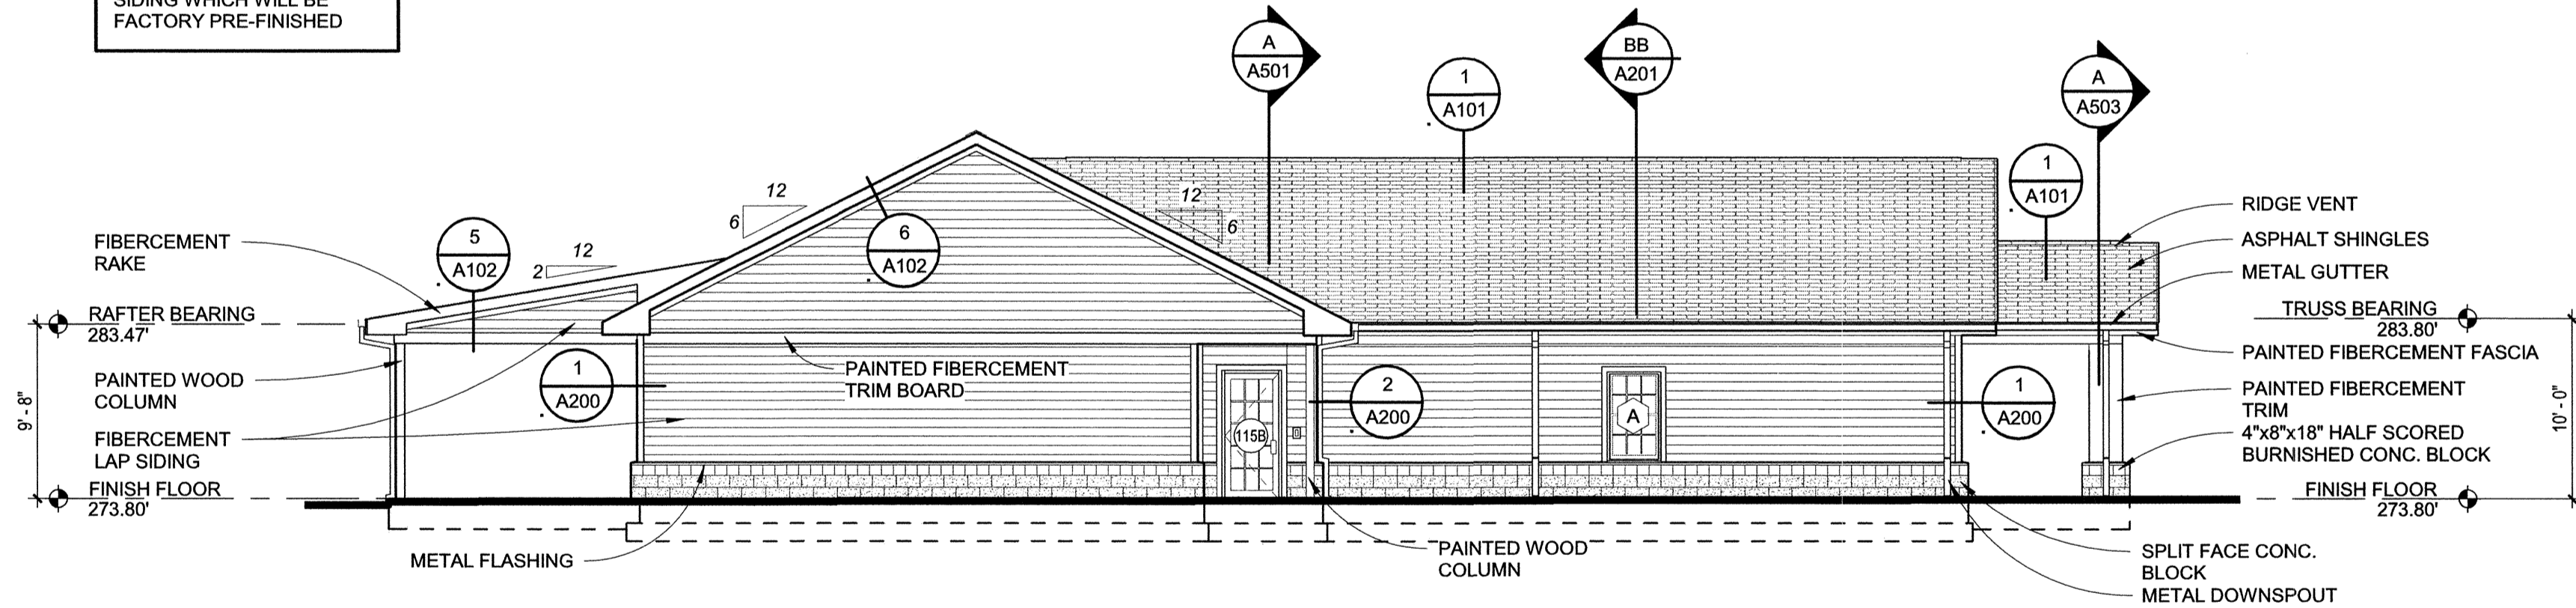 SIDING WHICH WILL BE
FACTORY PRE-FINISHED
A
A501
1
A101
BB
A201
A
A503
1
A101
12
6
12
6
5
A102
12
2
6
A102
FIBERCEMENT
RAKE
RAFTER BEARING
283.47'
PAINTED WOOD
COLUMN
9' - 8"
FIBERCEMENT
LAP SIDING
FINISH FLOOR
273.80'
1
A200
PAINTED FIBERCEMENT
TRIM BOARD
115B
2
A200
A
1
A200
RIDGE VENT
ASPHALT SHINGLES
METAL GUTTER
TRUSS BEARING
283.80'
PAINTED FIBERCEMENT FASCIA
PAINTED FIBERCEMENT
TRIM
4"x8"x18" HALF SCORED
BURNISHED CONC. BLOCK
10' - 0"
FINISH FLOOR
273.80'
METAL FLASHING
PAINTED WOOD
COLUMN
SPLIT FACE CONC.
BLOCK
METAL DOWNSPOUT